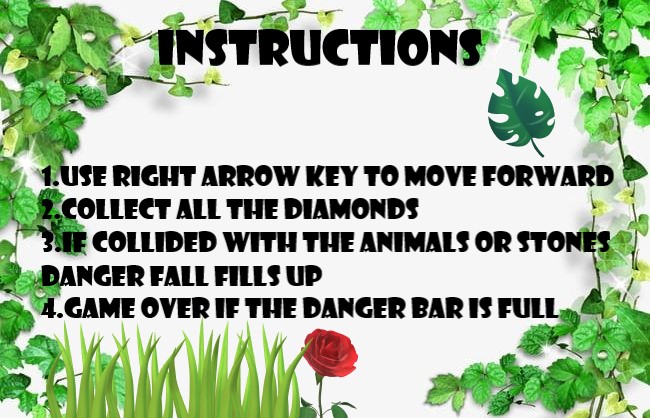 INSTRUCTIONS
1.USE RIGHT ARROW KEY TO MOVE FORWARD
2.COLLECT ALL THE DIAMONDS
3.IF COLLIDED WITH THE ANIMALS OR STONES
DANGER FALL FILLS UP
4.GAME OVER IF THE DANGER BAR IS FULL